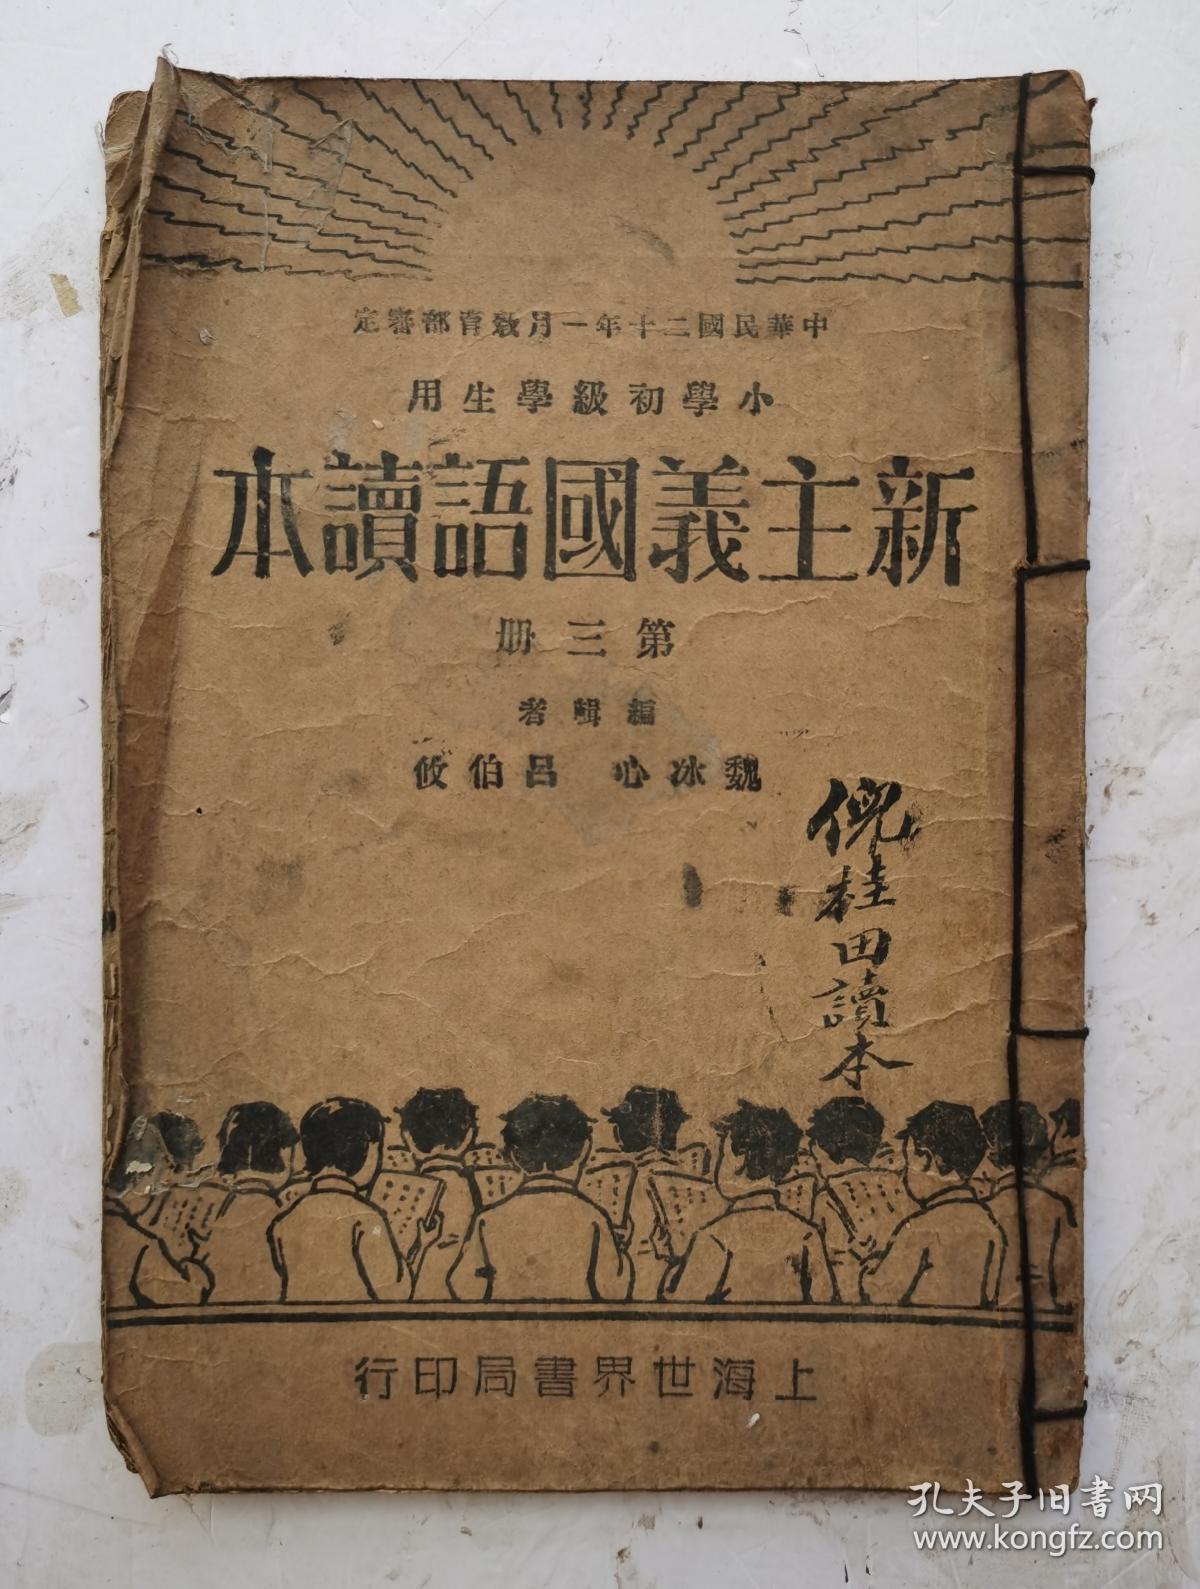 中華民國二十年一月敎育部審定
小學初級學生用
新主義國語讀本
第三册
編輯者
魏冰心 呂伯攸
倪桂田讀本
上海世界書局印行
孔夫子旧書网
www.kongfz.com